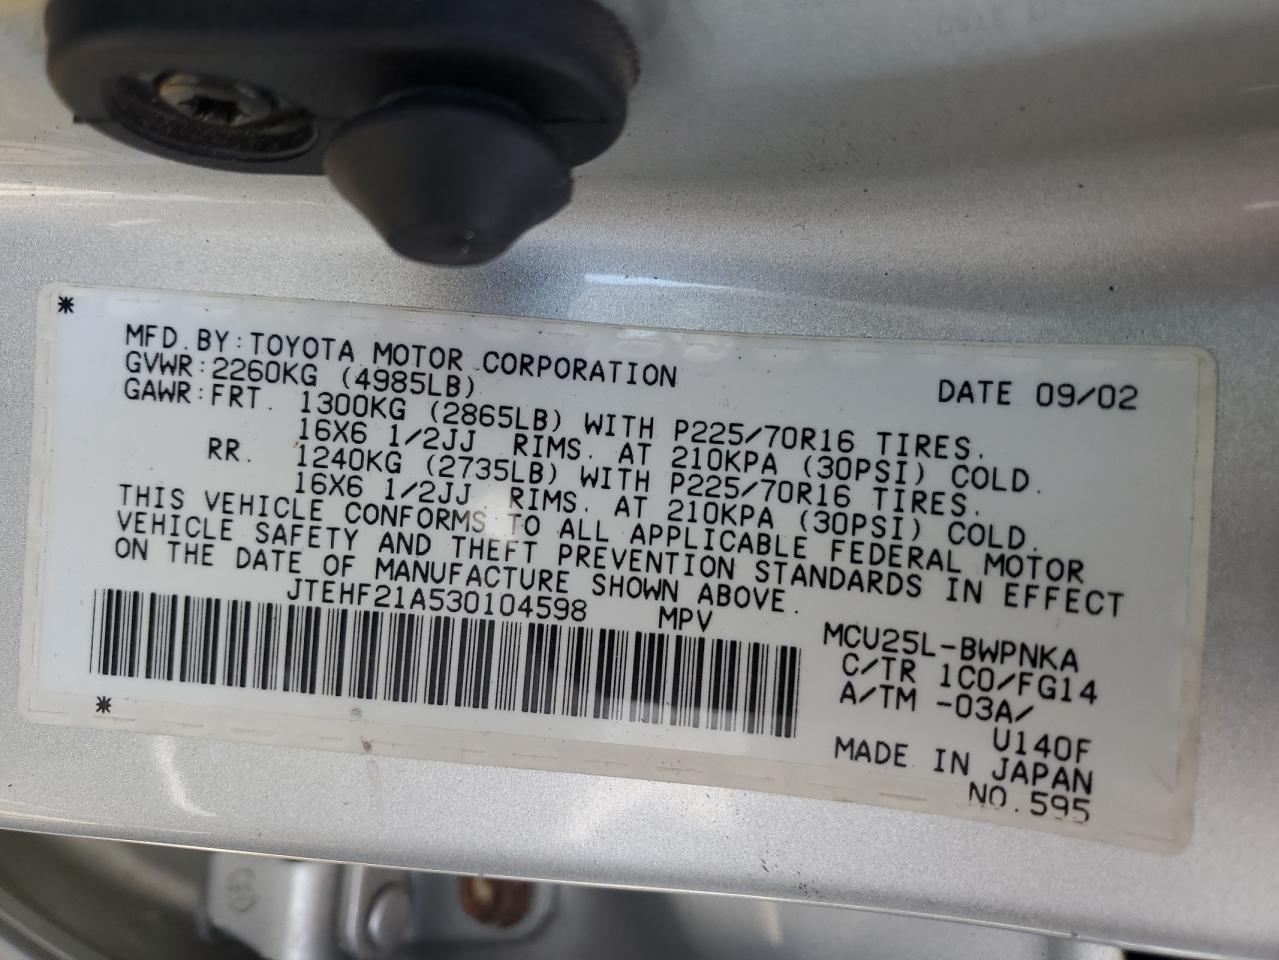 MFD.BY:TOYOTA MOTOR CORPORATION DATE 09/02
GVWR:2260KG (4985LB)
GAWR:FRT. 1300KG (2865LB) WITH P225/70R16 TIRES.
16X6 1/2JJ RIMS. AT 210KPA (30PSI) COLD.
RR. 1240KG (2735LB) WITH P225/70R16 TIRES.
16X6 1/2JJ RIMS. AT 210KPA (30PSI) COLD.
THIS VEHICLE CONFORMS TO ALL APPLICABLE FEDERAL MOTOR
VEHICLE SAFETY AND THEFT PREVENTION STANDARDS IN EFFECT
ON THE DATE OF MANUFACTURE SHOWN ABOVE.
JTEHF21A530104598 MPV
MCU25L-BWPNKA
C/TR 1C0/FG14
A/TM -03A/
U140F
MADE IN JAPAN
NO.595